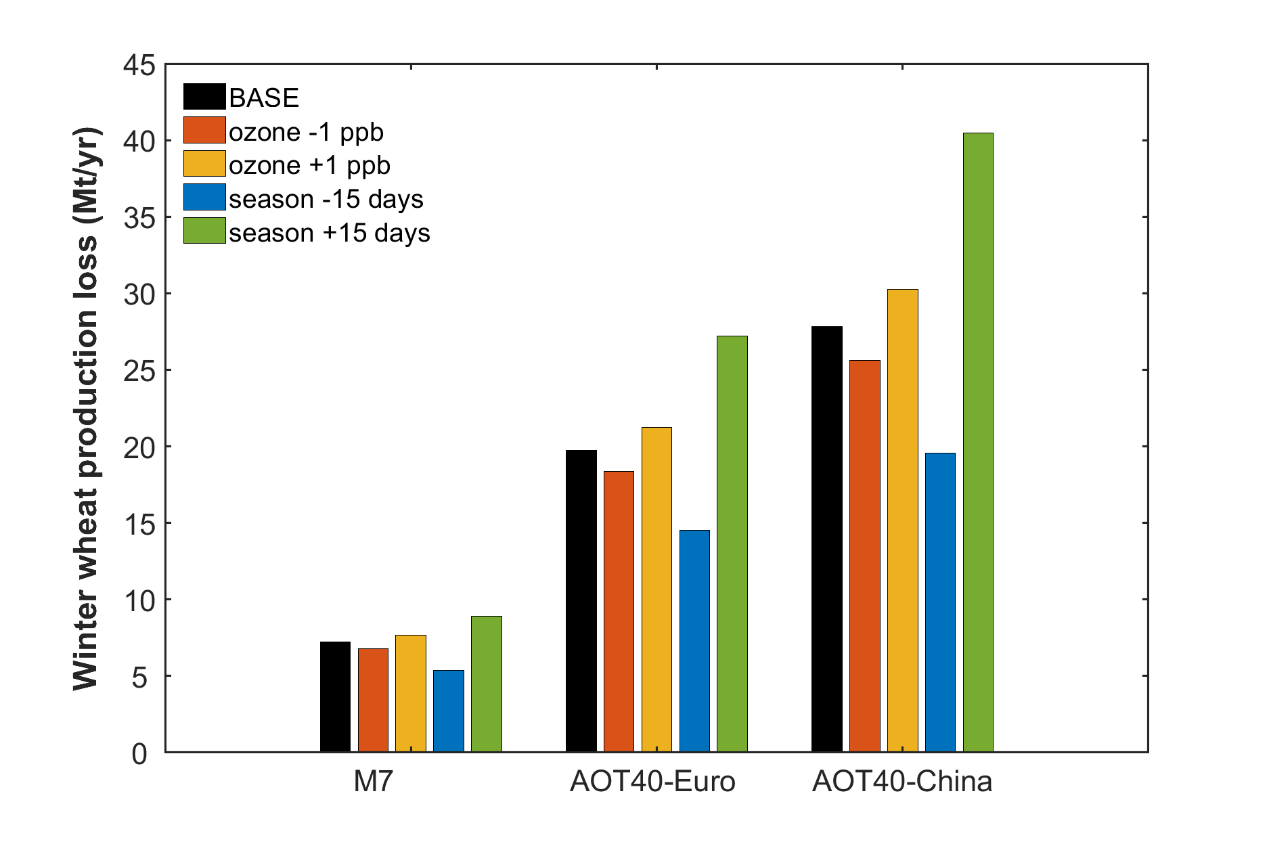 45
40
35
30
25
20
15
10
5
0
Winter wheat production loss (Mt/yr)
BASE
ozone -1 ppb
ozone +1 ppb
season -15 days
season +15 days
M7
AOT40-Euro
AOT40-China